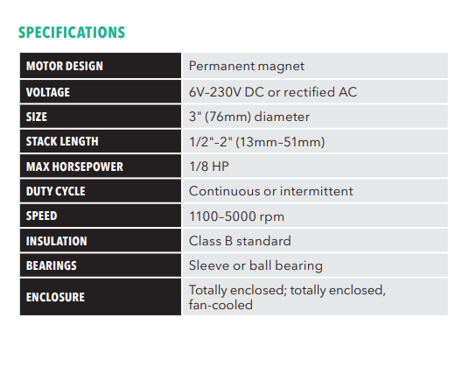 SPECIFICATIONS
MOTOR DESIGN Permanent magnet
VOLTAGE 6V–230V DC or rectified AC
SIZE 3" (76mm) diameter
STACK LENGTH 1/2"–2" (13mm–51mm)
MAX HORSEPOWER 1/8 HP
DUTY CYCLE Continuous or intermittent
SPEED 1100–5000 rpm
INSULATION Class B standard
BEARINGS Sleeve or ball bearing
ENCLOSURE Totally enclosed; totally enclosed,
fan-cooled